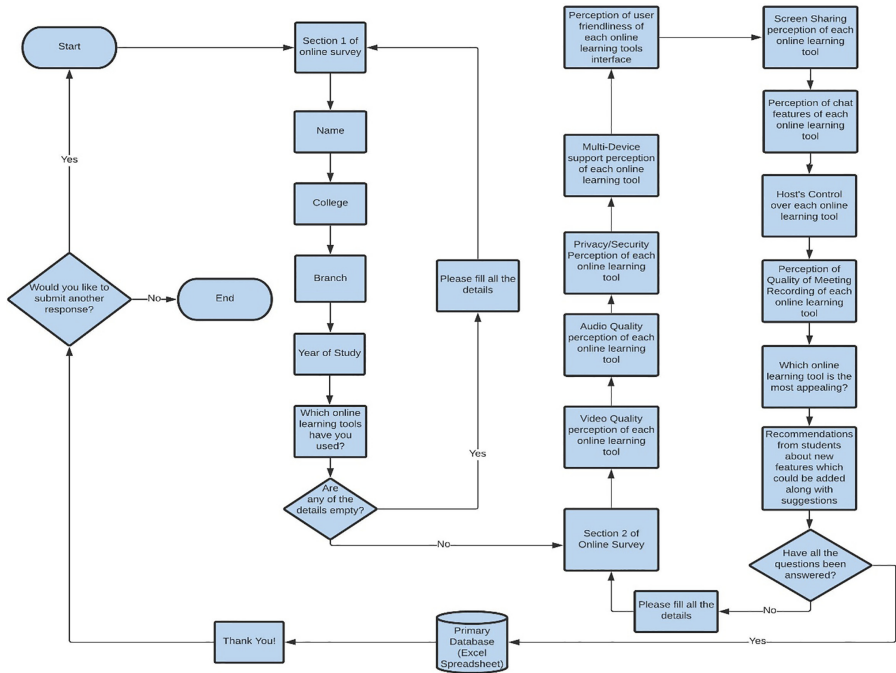 Start
Section 1 of
online survey
Name
College
Branch
Year of Study
Which online
learning tools
have you
used?
Are
any of the
details empty?
Yes
Please fill all the
details
No
Section 2 of
Online Survey
Video Quality
perception of each
online learning
tool
Audio Quality
perception of each
online learning
tool
Privacy/Security
Perception of each
online learning
tool
Multi-Device
support perception
of each online
learning tool
Perception of user
friendliness of
each online
learning tools
interface
Screen Sharing
perception of each
online learning
tool
Perception of chat
features of each
online learning
tool
Host's Control
over each online
learning tool
Perception of
Quality of Meeting
Recording of each
online learning
tool
Which online
learning tool is the
most appealing?
Recommendations
from students
about new
features which
could be added
along with
suggestions
Have all the
questions been
answered?
No
Please fill all the
details
Yes
Primary
Database
(Excel
Spreadsheet)
Thank You!
Would you like to
submit another
response?
Yes
No
End